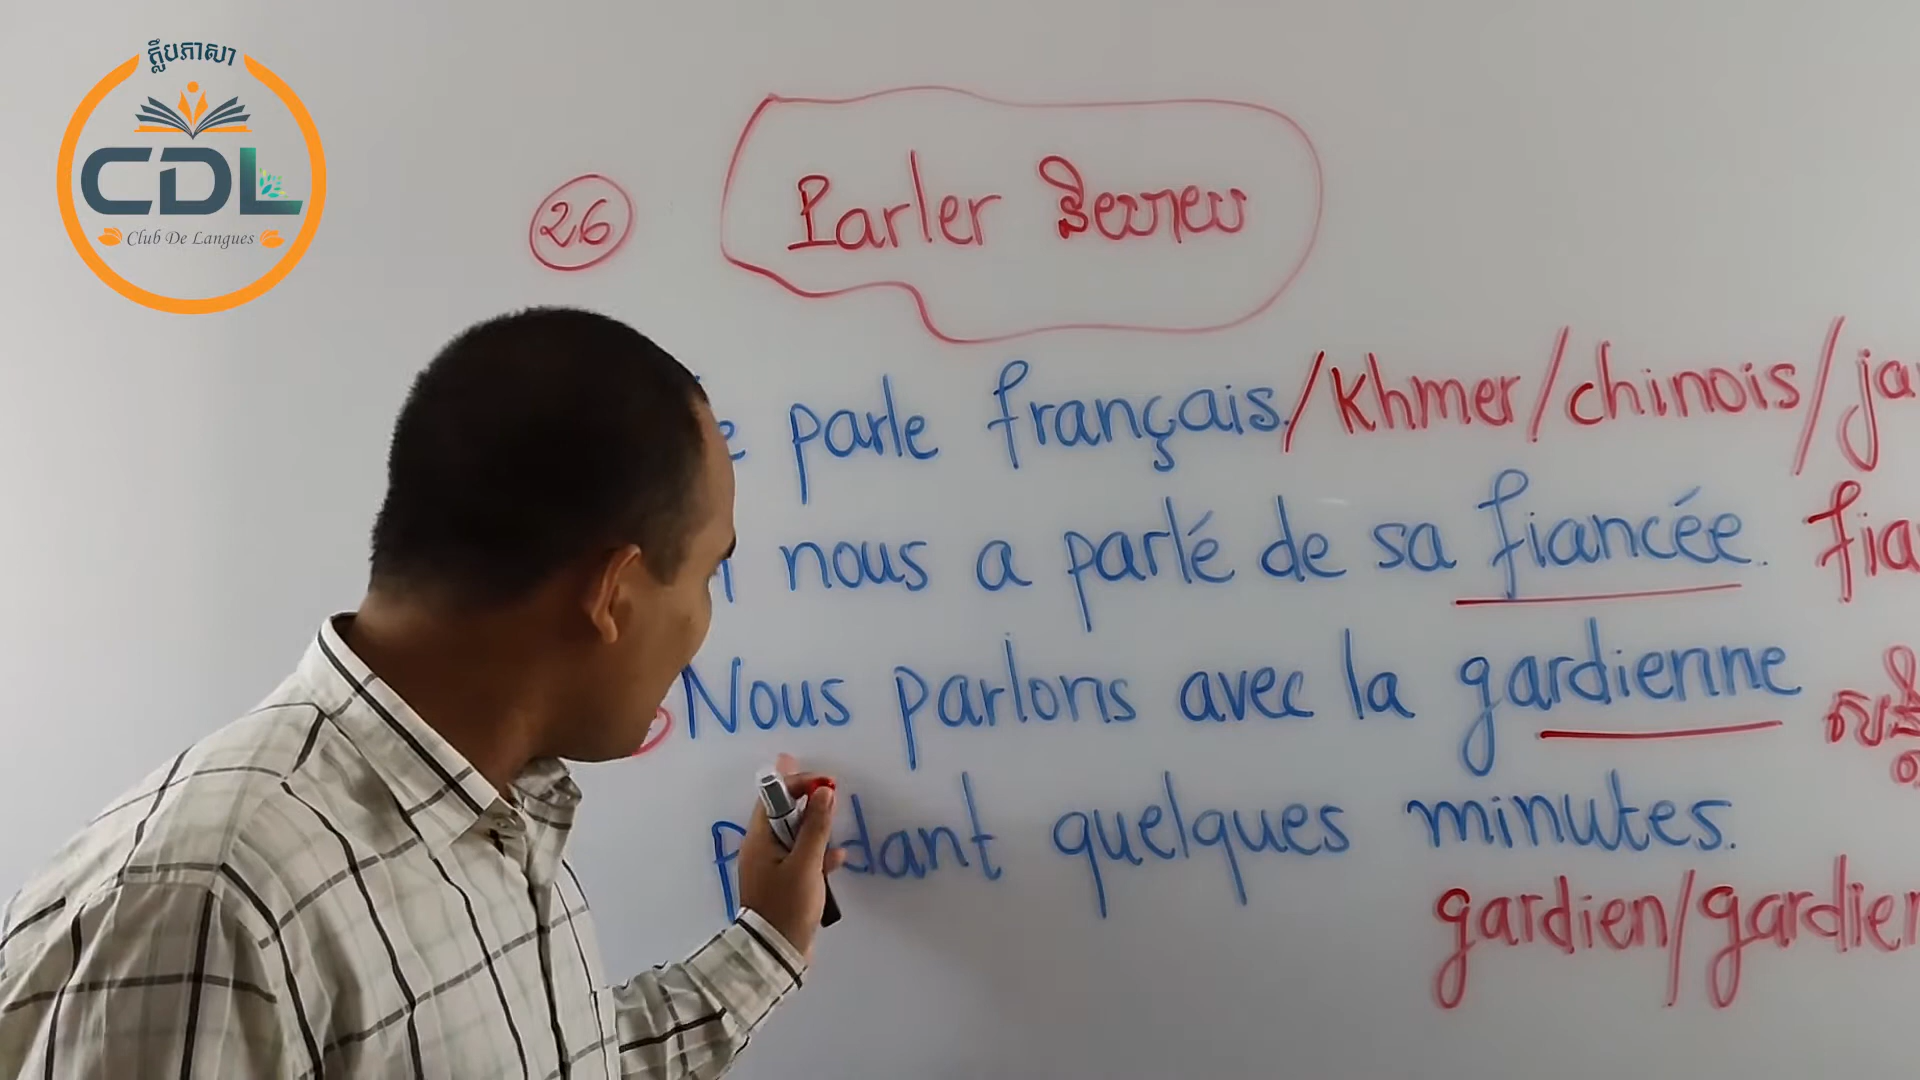 ក្លឹបភាសា
CDL
Club De Langues
26
Parler និយាយ
parle français./Khmer/chinois/ja
nous a parlé de sa fiancée. fia
Nous parlons avec la gardienne
quelques minutes.
gardien/gardien